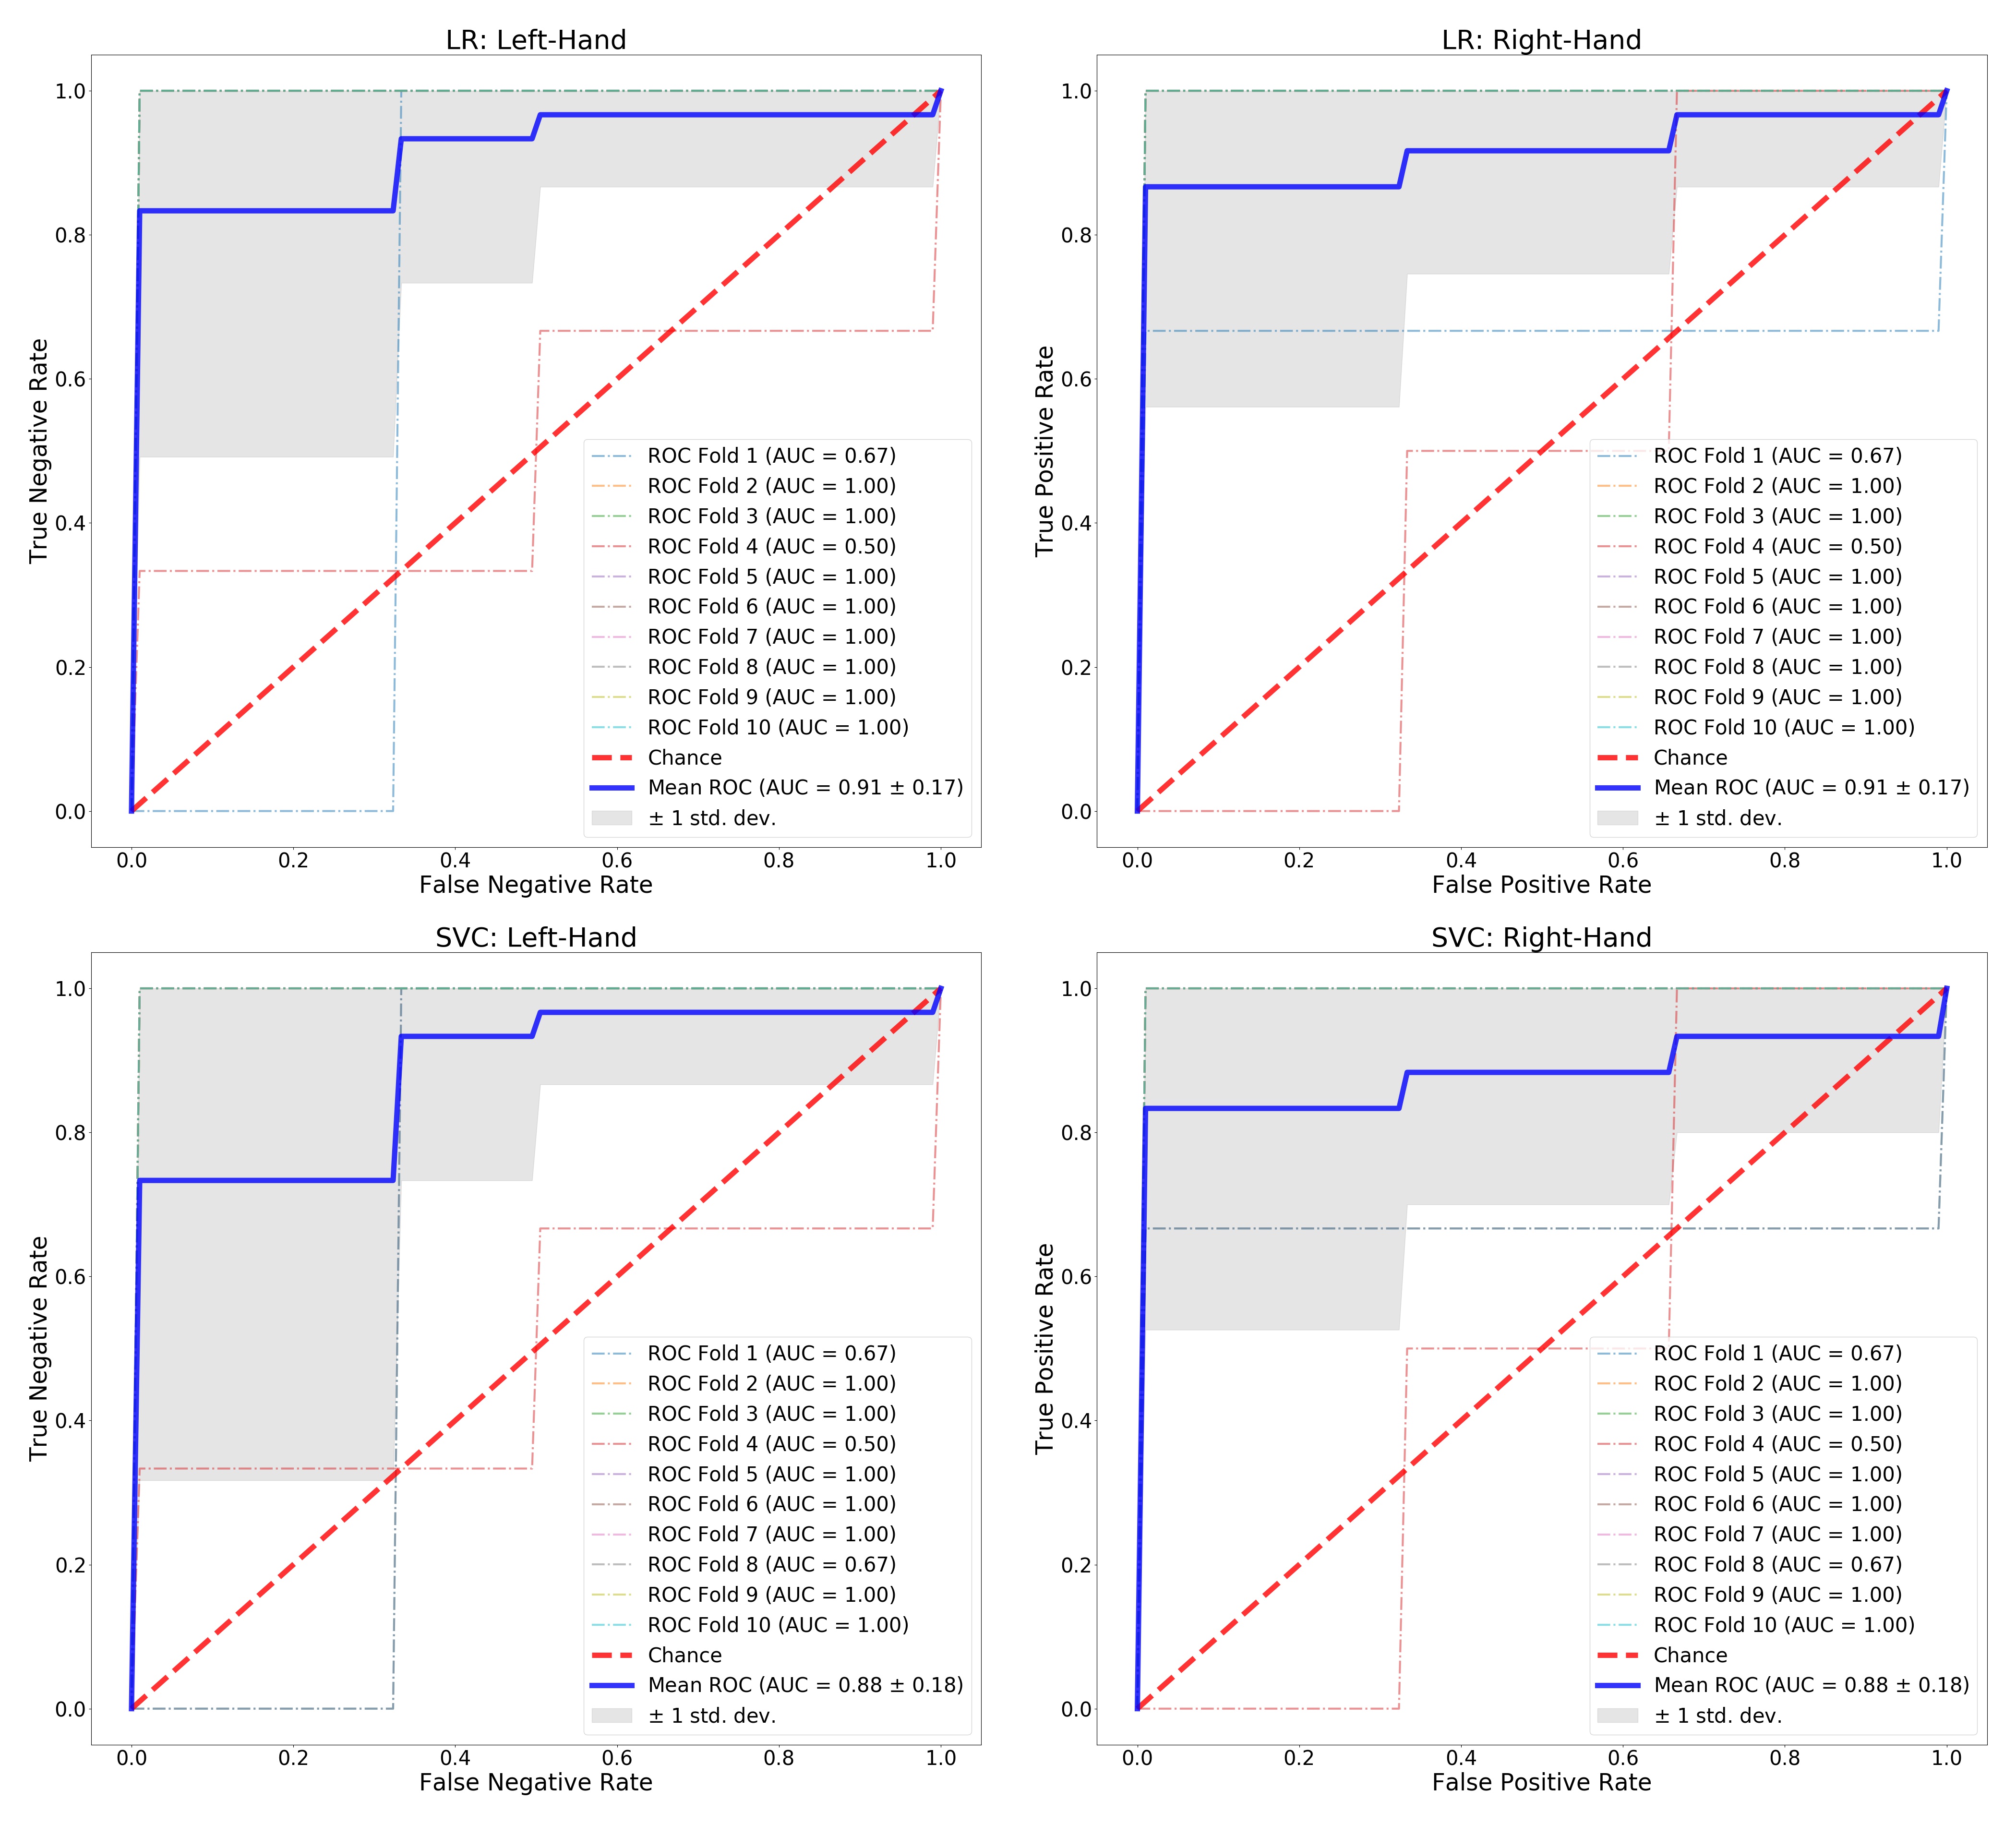 LR: Left-Hand
True Negative Rate
1.0
0.8
0.6
0.4
0.2
0.0
ROC Fold 1 (AUC = 0.67)
ROC Fold 2 (AUC = 1.00)
ROC Fold 3 (AUC = 1.00)
ROC Fold 4 (AUC = 0.50)
ROC Fold 5 (AUC = 1.00)
ROC Fold 6 (AUC = 1.00)
ROC Fold 7 (AUC = 1.00)
ROC Fold 8 (AUC = 1.00)
ROC Fold 9 (AUC = 1.00)
ROC Fold 10 (AUC = 1.00)
Chance
Mean ROC (AUC = 0.91 ± 0.17)
± 1 std. dev.
0.0 0.2 0.4 0.6 0.8 1.0
False Negative Rate
LR: Right-Hand
True Positive Rate
1.0
0.8
0.6
0.4
0.2
0.0
ROC Fold 1 (AUC = 0.67)
ROC Fold 2 (AUC = 1.00)
ROC Fold 3 (AUC = 1.00)
ROC Fold 4 (AUC = 0.50)
ROC Fold 5 (AUC = 1.00)
ROC Fold 6 (AUC = 1.00)
ROC Fold 7 (AUC = 1.00)
ROC Fold 8 (AUC = 1.00)
ROC Fold 9 (AUC = 1.00)
ROC Fold 10 (AUC = 1.00)
Chance
Mean ROC (AUC = 0.91 ± 0.17)
± 1 std. dev.
0.0 0.2 0.4 0.6 0.8 1.0
False Positive Rate
SVC: Left-Hand
True Negative Rate
1.0
0.8
0.6
0.4
0.2
0.0
ROC Fold 1 (AUC = 0.67)
ROC Fold 2 (AUC = 1.00)
ROC Fold 3 (AUC = 1.00)
ROC Fold 4 (AUC = 0.50)
ROC Fold 5 (AUC = 1.00)
ROC Fold 6 (AUC = 1.00)
ROC Fold 7 (AUC = 1.00)
ROC Fold 8 (AUC = 0.67)
ROC Fold 9 (AUC = 1.00)
ROC Fold 10 (AUC = 1.00)
Chance
Mean ROC (AUC = 0.88 ± 0.18)
± 1 std. dev.
0.0 0.2 0.4 0.6 0.8 1.0
False Negative Rate
SVC: Right-Hand
True Positive Rate
1.0
0.8
0.6
0.4
0.2
0.0
ROC Fold 1 (AUC = 0.67)
ROC Fold 2 (AUC = 1.00)
ROC Fold 3 (AUC = 1.00)
ROC Fold 4 (AUC = 0.50)
ROC Fold 5 (AUC = 1.00)
ROC Fold 6 (AUC = 1.00)
ROC Fold 7 (AUC = 1.00)
ROC Fold 8 (AUC = 0.67)
ROC Fold 9 (AUC = 1.00)
ROC Fold 10 (AUC = 1.00)
Chance
Mean ROC (AUC = 0.88 ± 0.18)
± 1 std. dev.
0.0 0.2 0.4 0.6 0.8 1.0
False Positive Rate